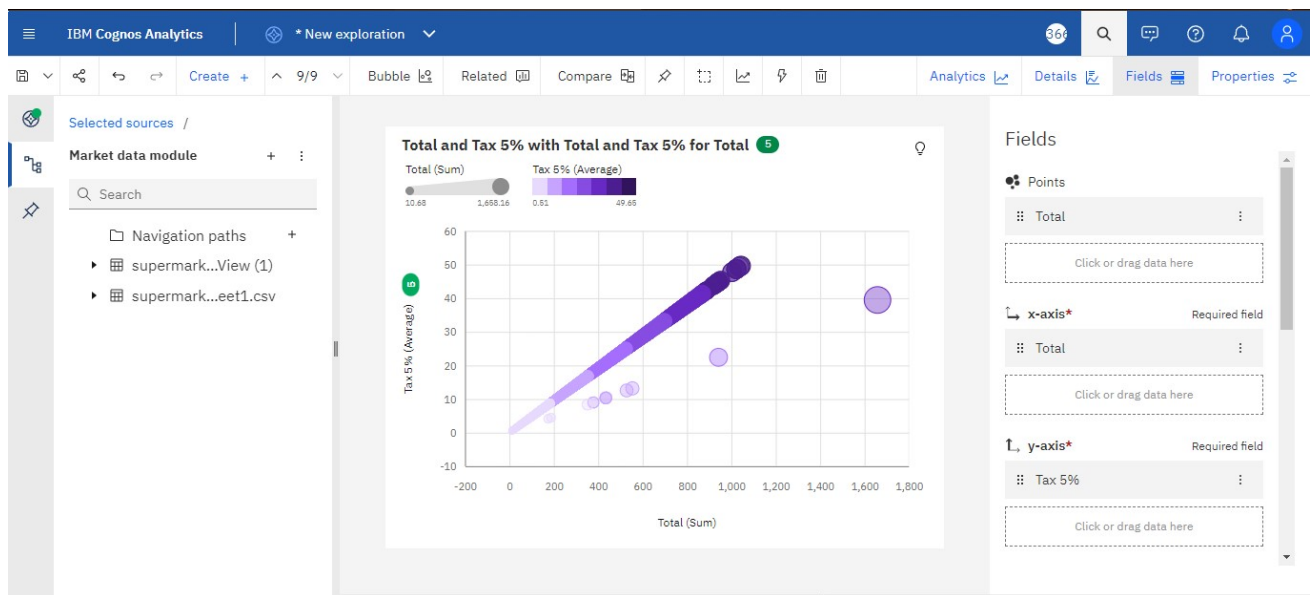 IBM Cognos Analytics
* New exploration
366
Create +
9/9
Bubble
Related
Compare
Analytics
Details
Fields
Properties
Selected sources /
Market data module
Search
Navigation paths
supermark...View (1)
supermark...eet1.csv
Total and Tax 5% with Total and Tax 5% for Total 5
Total (Sum)
10.68 1,658.16
Tax 5% (Average)
0.51 49.65
5
Tax 5% (Average)
60
50
40
30
20
10
0
-10
-200 0 200 400 600 800 1,000 1,200 1,400 1,600 1,800
Total (Sum)
Fields
Points
Total
Click or drag data here
x-axis* Required field
Total
Click or drag data here
y-axis* Required field
Tax 5%
Click or drag data here